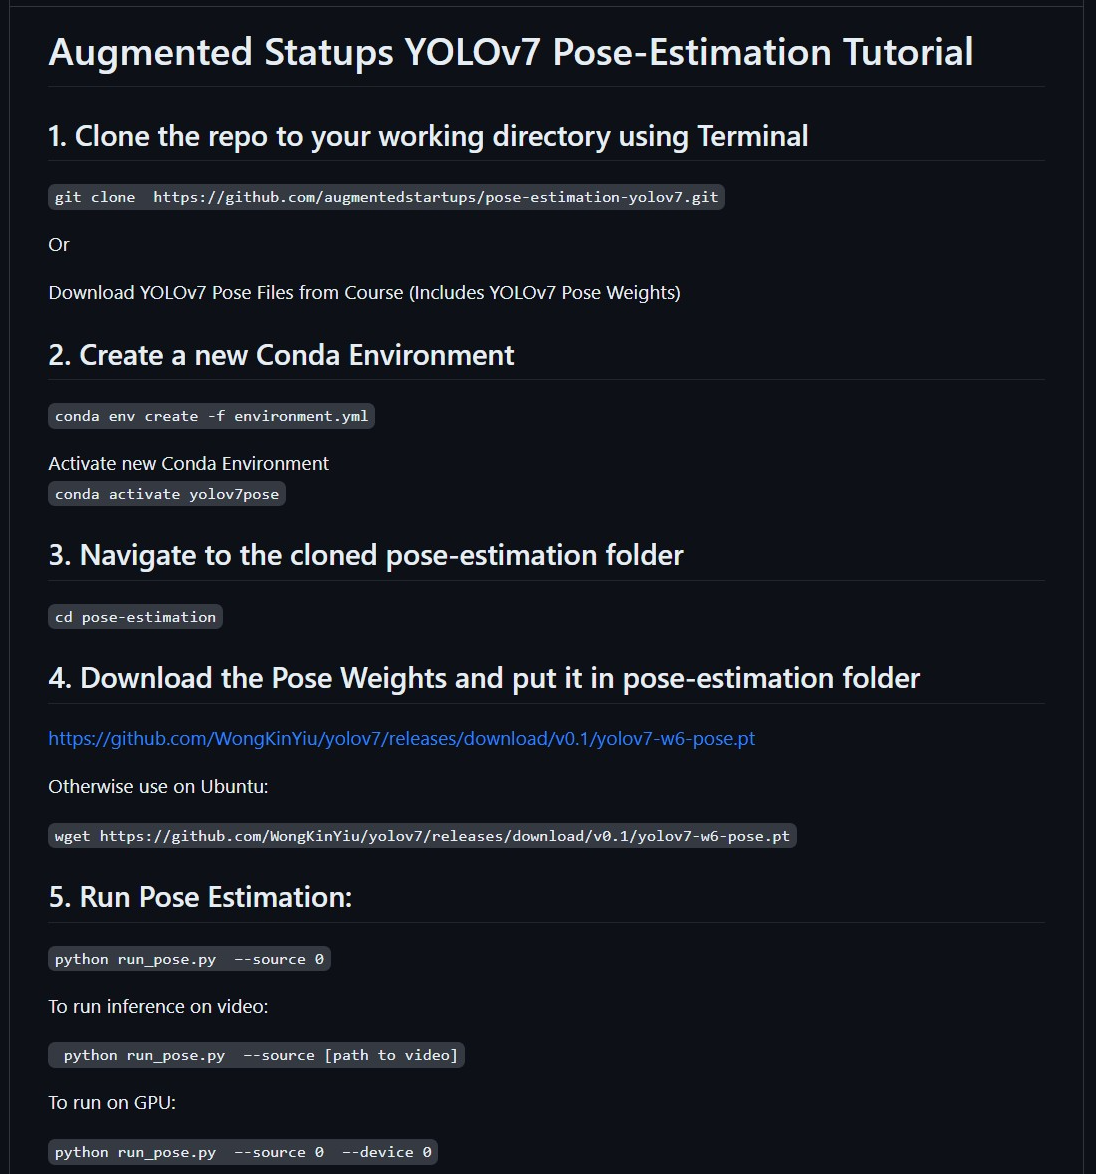 Augmented Statups YOLOv7 Pose-Estimation Tutorial
1. Clone the repo to your working directory using Terminal
git clone  https://github.com/augmentedstartups/pose-estimation-yolov7.git
Or
Download YOLOv7 Pose Files from Course (Includes YOLOv7 Pose Weights)
2. Create a new Conda Environment
conda env create -f environment.yml
Activate new Conda Environment
conda activate yolov7pose
3. Navigate to the cloned pose-estimation folder
cd pose-estimation
4. Download the Pose Weights and put it in pose-estimation folder
https://github.com/WongKinYiu/yolov7/releases/download/v0.1/yolov7-w6-pose.pt
Otherwise use on Ubuntu:
wget https://github.com/WongKinYiu/yolov7/releases/download/v0.1/yolov7-w6-pose.pt
5. Run Pose Estimation:
python run_pose.py  --source 0
To run inference on video:
python run_pose.py  --source [path to video]
To run on GPU:
python run_pose.py  --source 0  --device 0